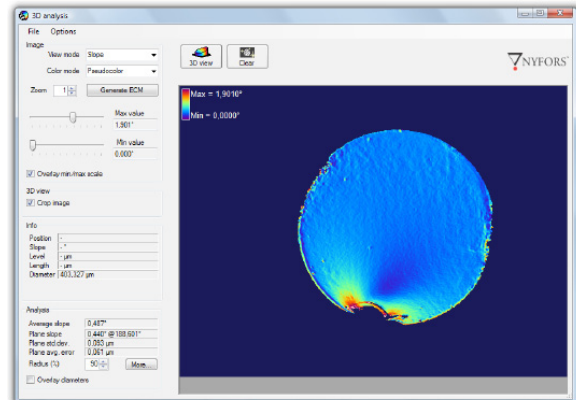 3D analysis
File Options
Image
View mode Slope
Color mode Pseudocolor
Zoom 1 Generate ECM
Max value
1,901°
Min value
0,000°
Overlay min/max scale
3D view
Crop image
Info
Position -
Slope - °
Level - µm
Length - µm
Diameter 403,327 µm
Analysis
Average slope 0,487°
Plane slope 0,440° @ 188,601°
Plane std.dev. 0,093 µm
Plane avg. error 0,061 µm
Radius (%) 90 More...
Overlay diameters
3D view Clear
NYFORS
Max = 1,9010°
Min = 0,0000°